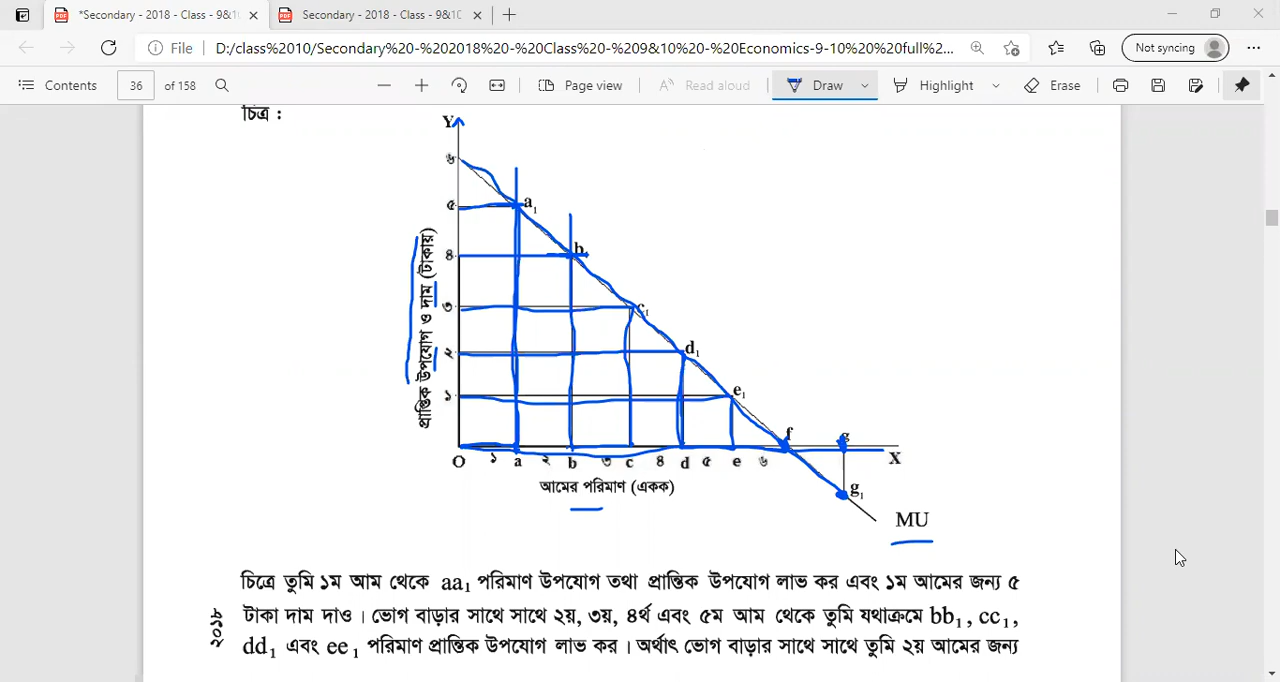 *Secondary - 2018 - Class - 9&1(
Secondary - 2018 - Class - 9&10
File
D:/class%2010/Secondary%20-%202018%20-%20Class%20-%209&10%20-%20Economics-9-10%20%20full%2...
Not syncing
Contents
36 of 158
Page view
Read aloud
Draw
Highlight
Erase
চিত্র :
Y
৬
৫
৪
৩
২
১
প্রান্তিক উপযোগ ও দাম (টাকায়)
a₁
b₁
c₁
d₁
e₁
f
g
g₁
O ১ a ২ b ৩ c ৪ d ৫ e ৬ X
আমের পরিমাণ (একক)
MU
চিত্রে তুমি ১ম আম থেকে aa₁ পরিমাণ উপযোগ তথা প্রান্তিক উপযোগ লাভ কর এবং ১ম আমের জন্য ৫
টাকা দাম দাও । ভোগ বাড়ার সাথে সাথে ২য়, ৩য়, ৪র্থ এবং ৫ম আম থেকে তুমি যথাক্রমে bb₁, cc₁,
dd₁ এবং ee₁ পরিমাণ প্রান্তিক উপযোগ লাভ কর । অর্থাৎ ভোগ বাড়ার সাথে সাথে তুমি ২য় আমের জন্য
২০১৮